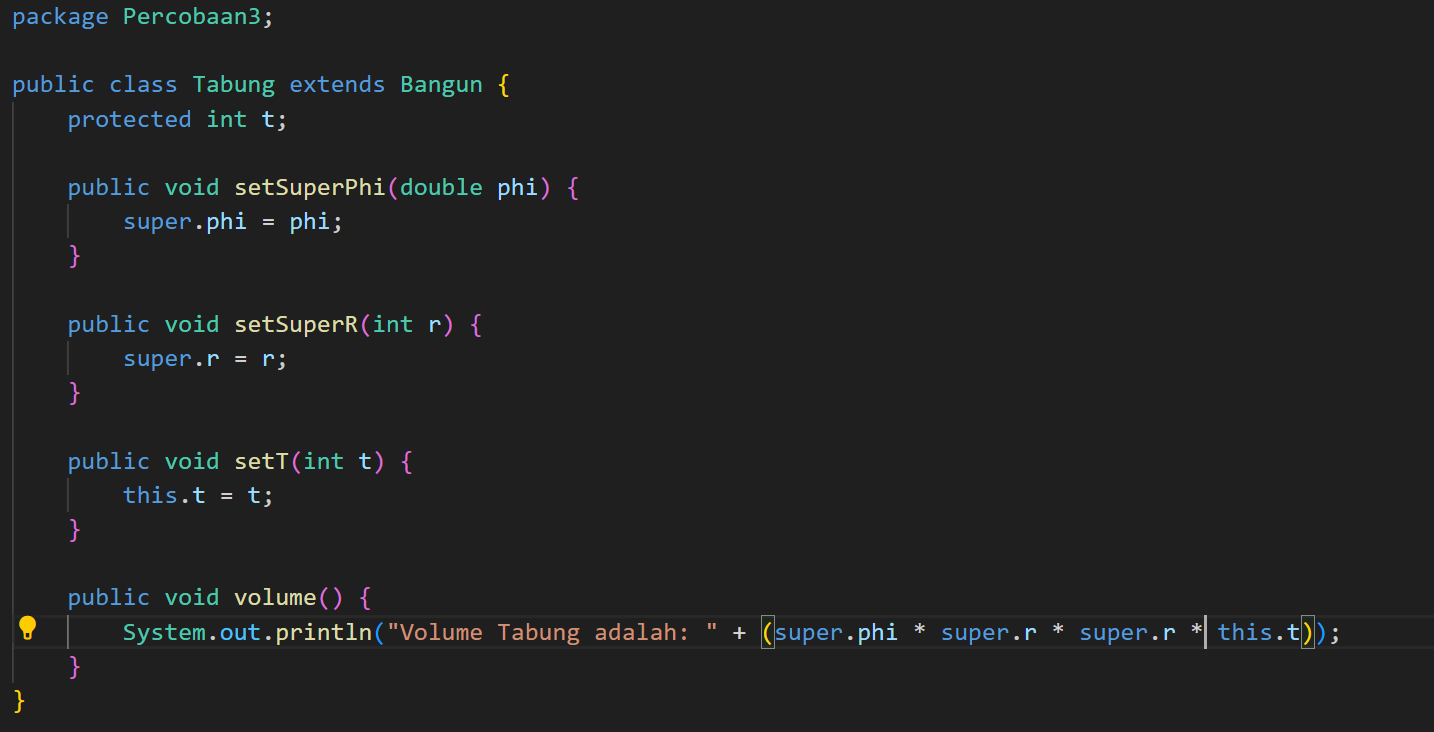 package Percobaan3;
public class Tabung extends Bangun {
protected int t;
public void setSuperPhi(double phi) {
super.phi = phi;
}
public void setSuperR(int r) {
super.r = r;
}
public void setT(int t) {
this.t = t;
}
public void volume() {
System.out.println("Volume Tabung adalah: " + (super.phi * super.r * super.r * this.t));
}
}